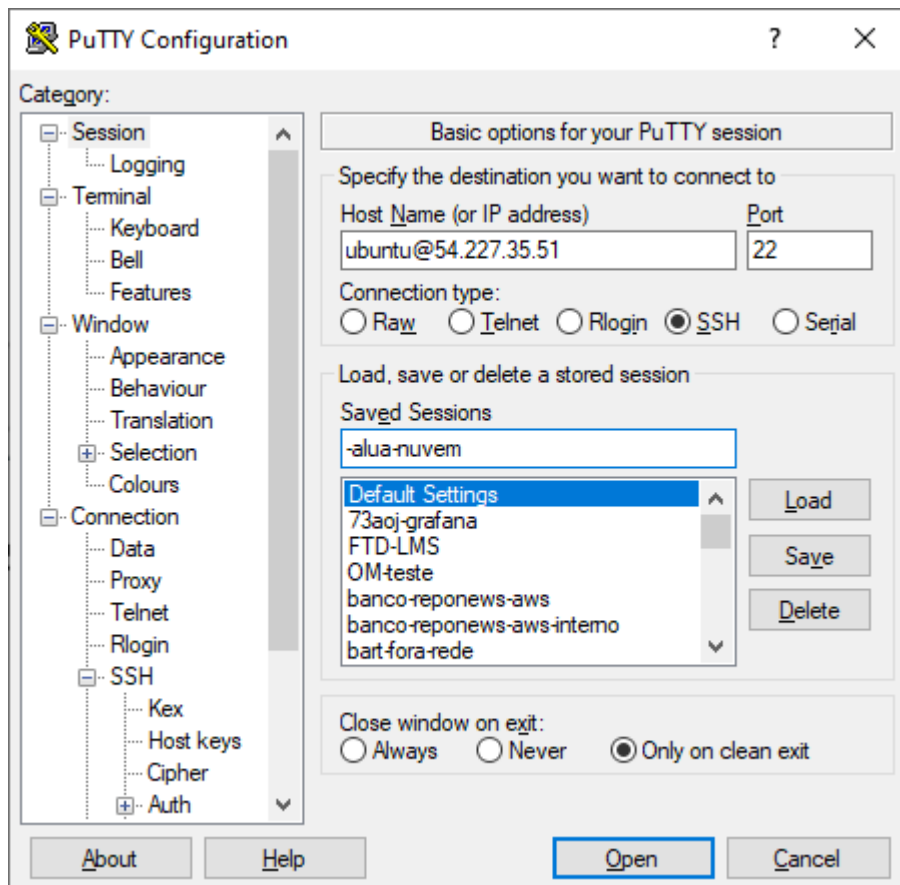 PuTTY Configuration
?
Category:
Session
Logging
Terminal
Keyboard
Bell
Features
Window
Appearance
Behaviour
Translation
Selection
Colours
Connection
Data
Proxy
Telnet
Rlogin
SSH
Kex
Host keys
Cipher
Auth
Basic options for your PuTTY session
Specify the destination you want to connect to
Host Name (or IP address) Port
ubuntu@54.227.35.51 22
Connection type:
Raw Telnet Rlogin SSH Serial
Load, save or delete a stored session
Saved Sessions
-alua-nuvem
Default Settings
73aoj-grafana
FTD-LMS
OM-teste
banco-reponews-aws
banco-reponews-aws-interno
bart-fora-rede
Load
Save
Delete
Close window on exit:
Always Never Only on clean exit
About Help Open Cancel